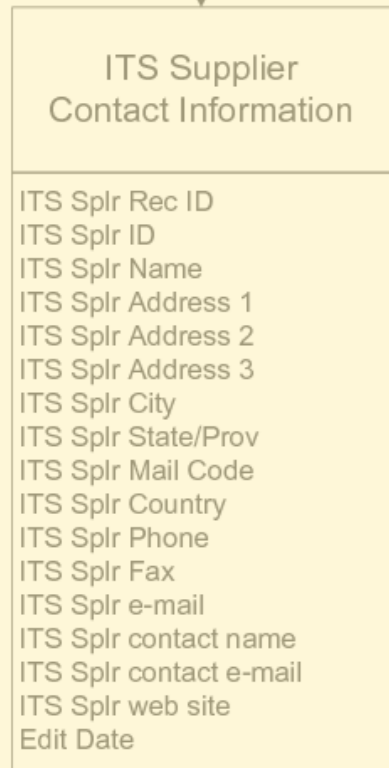 ITS Supplier
Contact Information
ITS Splr Rec ID
ITS Splr ID
ITS Splr Name
ITS Splr Address 1
ITS Splr Address 2
ITS Splr Address 3
ITS Splr City
ITS Splr State/Prov
ITS Splr Mail Code
ITS Splr Country
ITS Splr Phone
ITS Splr Fax
ITS Splr e-mail
ITS Splr contact name
ITS Splr contact e-mail
ITS Splr web site
Edit Date